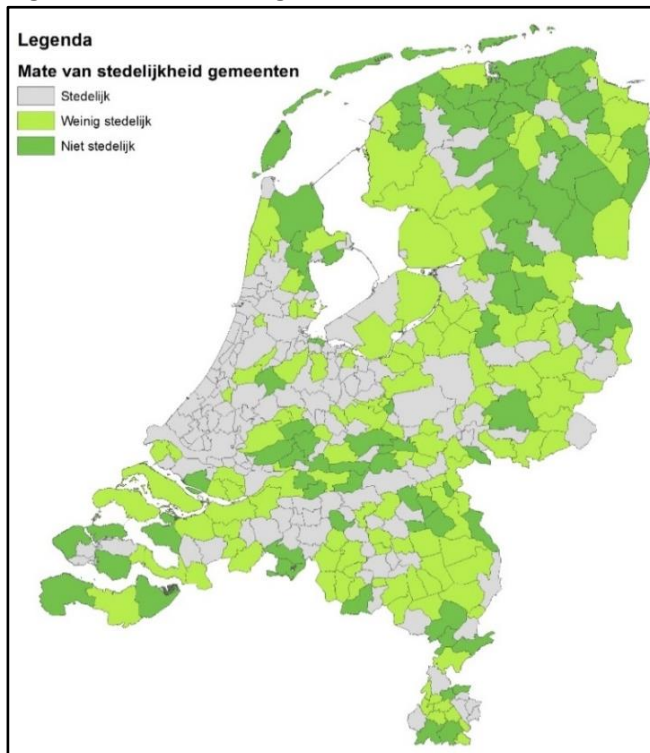 Legenda
Mate van stedelijkheid gemeenten
Stedelijk
Weinig stedelijk
Niet stedelijk